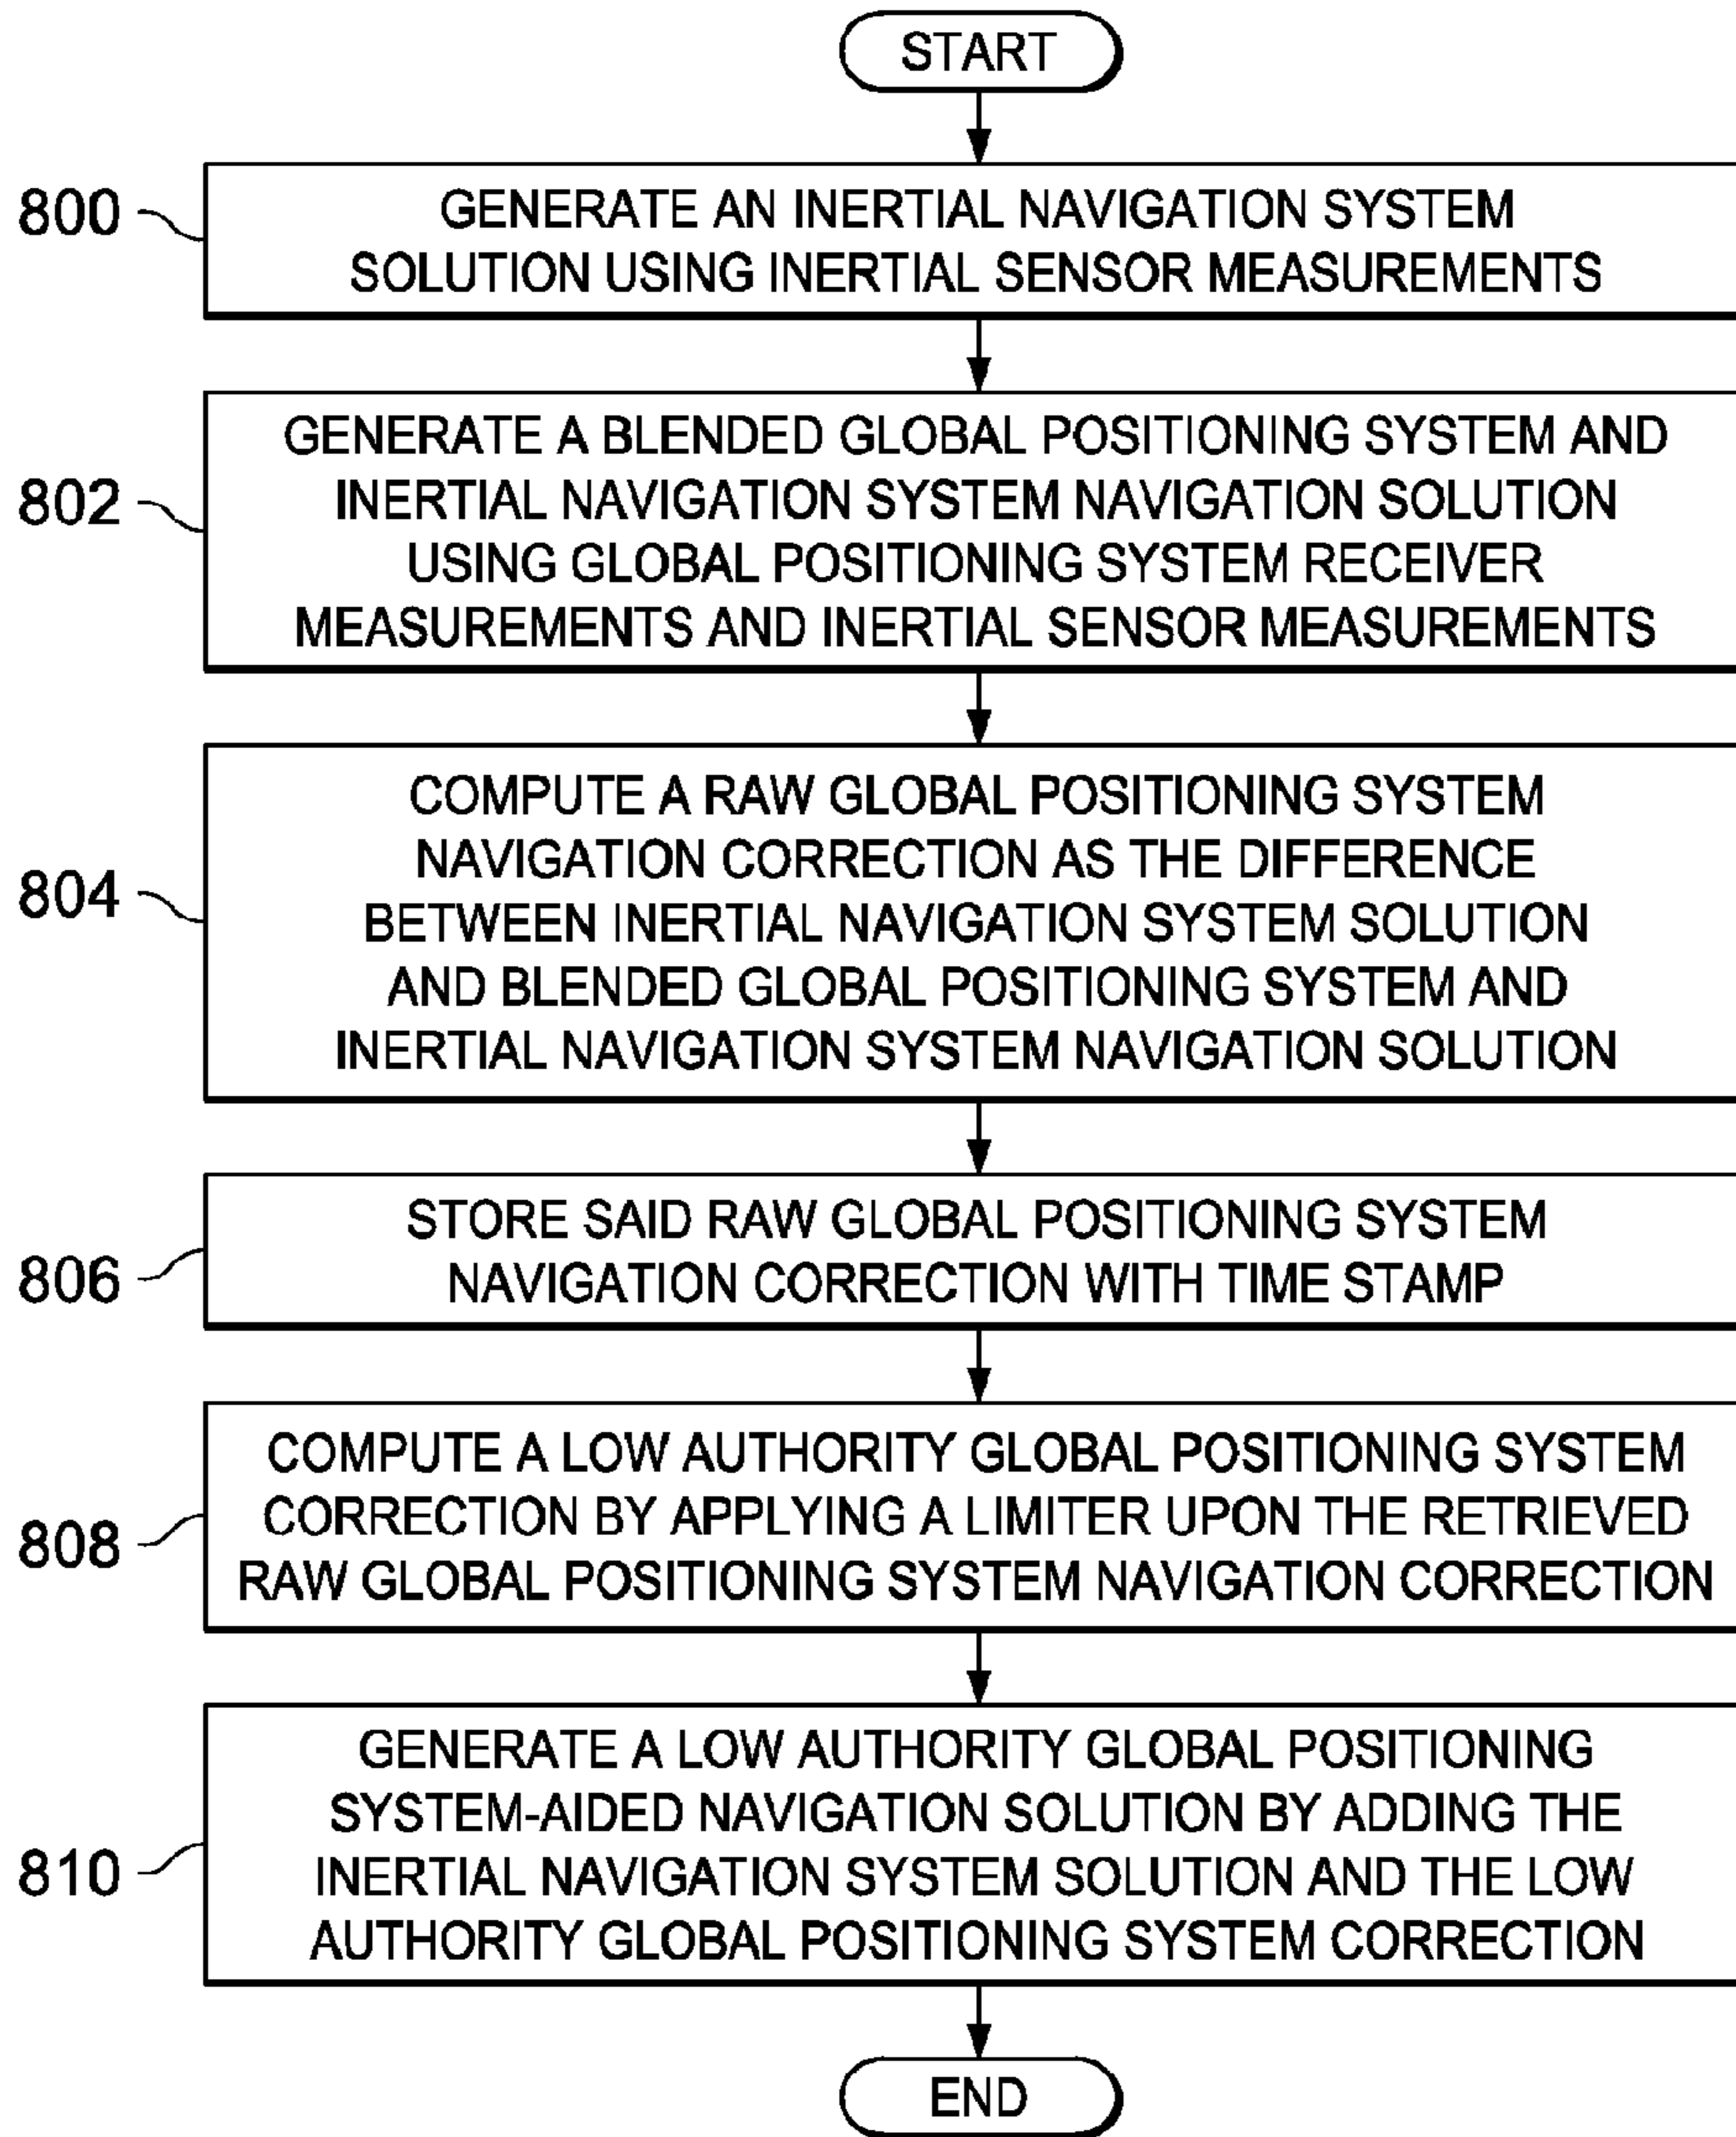 START
800
GENERATE AN INERTIAL NAVIGATION SYSTEM
SOLUTION USING INERTIAL SENSOR MEASUREMENTS
802
GENERATE A BLENDED GLOBAL POSITIONING SYSTEM AND
INERTIAL NAVIGATION SYSTEM NAVIGATION SOLUTION
USING GLOBAL POSITIONING SYSTEM RECEIVER
MEASUREMENTS AND INERTIAL SENSOR MEASUREMENTS
804
COMPUTE A RAW GLOBAL POSITIONING SYSTEM
NAVIGATION CORRECTION AS THE DIFFERENCE
BETWEEN INERTIAL NAVIGATION SYSTEM SOLUTION
AND BLENDED GLOBAL POSITIONING SYSTEM AND
INERTIAL NAVIGATION SYSTEM NAVIGATION SOLUTION
806
STORE SAID RAW GLOBAL POSITIONING SYSTEM
NAVIGATION CORRECTION WITH TIME STAMP
808
COMPUTE A LOW AUTHORITY GLOBAL POSITIONING SYSTEM
CORRECTION BY APPLYING A LIMITER UPON THE RETRIEVED
RAW GLOBAL POSITIONING SYSTEM NAVIGATION CORRECTION
810
GENERATE A LOW AUTHORITY GLOBAL POSITIONING
SYSTEM-AIDED NAVIGATION SOLUTION BY ADDING THE
INERTIAL NAVIGATION SYSTEM SOLUTION AND THE LOW
AUTHORITY GLOBAL POSITIONING SYSTEM CORRECTION
END